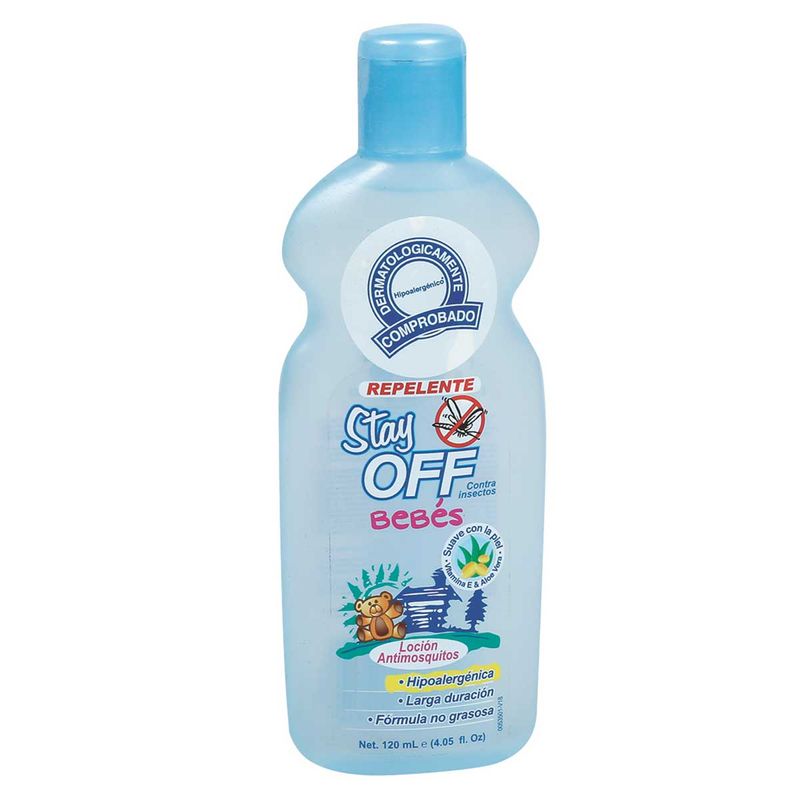 DERMATOLOGICAMENTE
Hipoalergénico
COMPROBADO
REPELENTE
Stay
OFF
Contra
insectos
BeBés
• Suave con la piel •
Vitamina E & Aloe Vera
Loción
Antimosquitos
• Hipoalergénica
• Larga duración
• Fórmula no grasosa
Net. 120 mL e (4.05 fl. Oz)